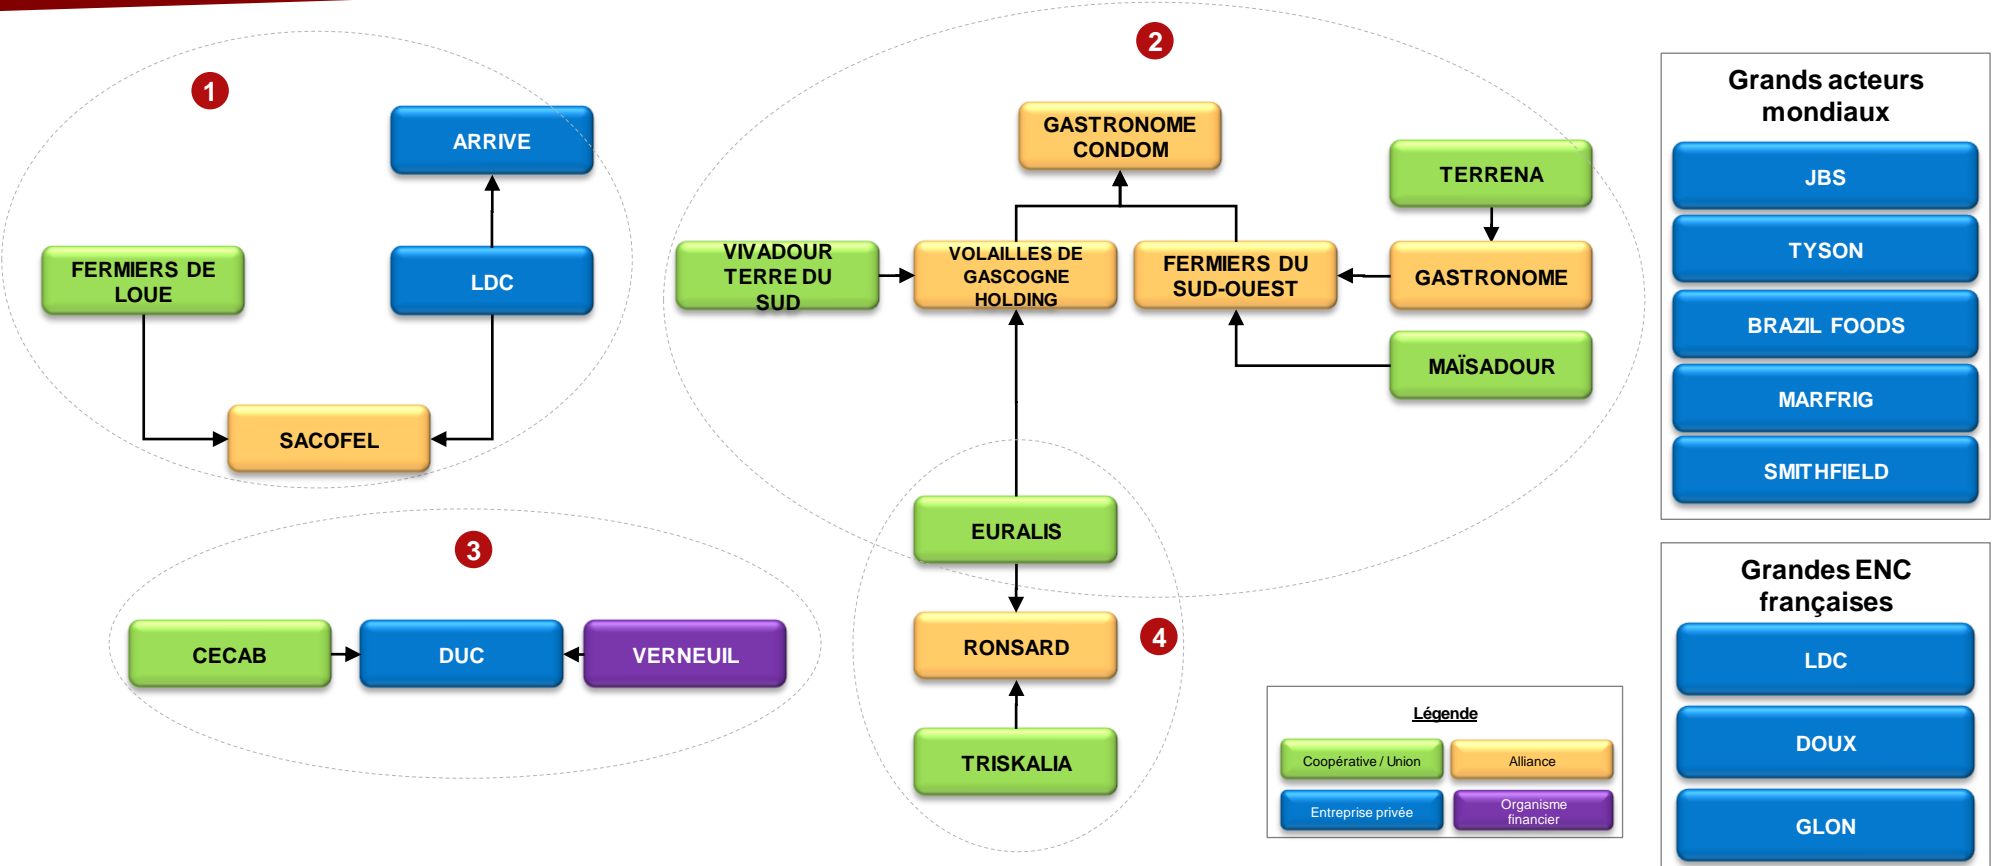 1
ARRIVE
FERMIERS DE
LOUE
LDC
SACOFEL
2
GASTRONOME
CONDOM
TERRENA
VIVADOUR
TERRE DU
SUD
VOLAILLES DE
GASCOGNE
HOLDING
FERMIERS DU
SUD-OUEST
GASTRONOME
MAÏSADOUR
3
CECAB
DUC
VERNEUIL
EURALIS
RONSARD
4
TRISKALIA
Légende
Coopérative / Union
Alliance
Entreprise privée
Organisme
financier
Grands acteurs
mondiaux
JBS
TYSON
BRAZIL FOODS
MARFRIG
SMITHFIELD
Grandes ENC
françaises
LDC
DOUX
GLON